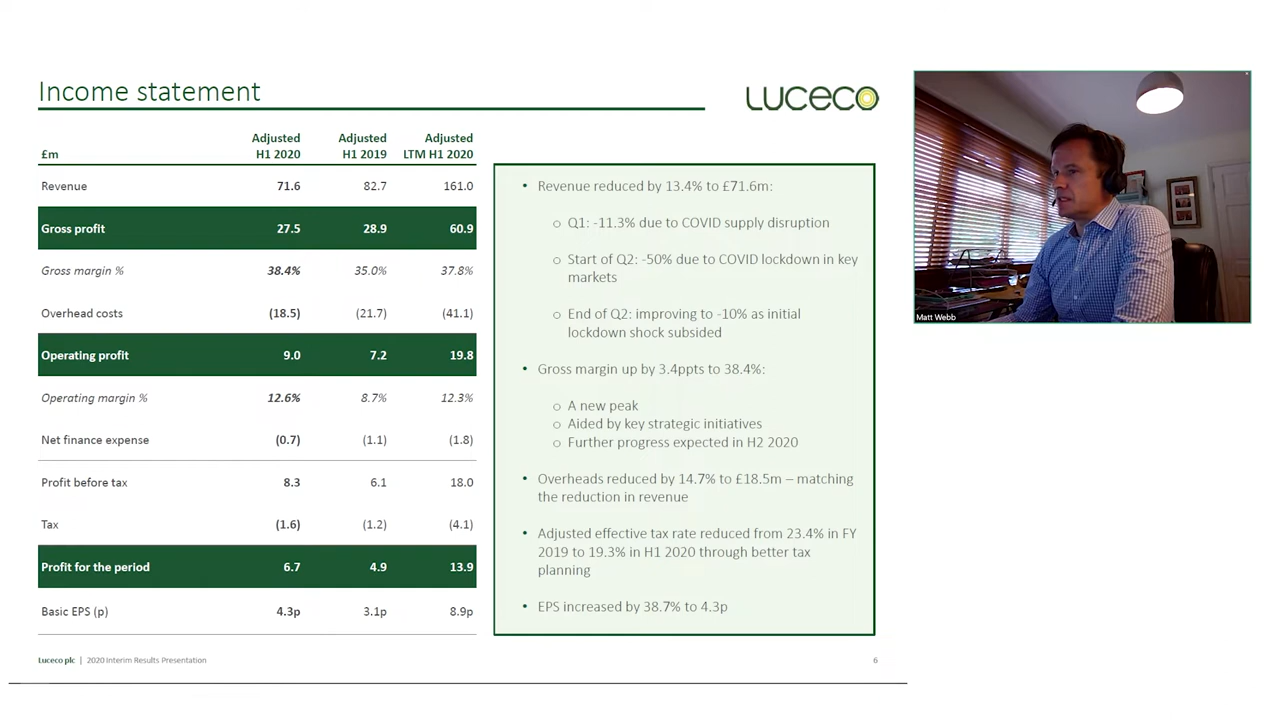 Income statement
LUCECO
Adjusted Adjusted Adjusted
£m H1 2020 H1 2019 LTM H1 2020
Revenue 71.6 82.7 161.0
Gross profit 27.5 28.9 60.9
Gross margin % 38.4% 35.0% 37.8%
Overhead costs (18.5) (21.7) (41.1)
Operating profit 9.0 7.2 19.8
Operating margin % 12.6% 8.7% 12.3%
Net finance expense (0.7) (1.1) (1.8)
Profit before tax 8.3 6.1 18.0
Tax (1.6) (1.2) (4.1)
Profit for the period 6.7 4.9 13.9
Basic EPS (p) 4.3p 3.1p 8.9p
• Revenue reduced by 13.4% to £71.6m:
o Q1: -11.3% due to COVID supply disruption
o Start of Q2: -50% due to COVID lockdown in key
markets
o End of Q2: improving to -10% as initial
lockdown shock subsided
• Gross margin up by 3.4ppts to 38.4%:
o A new peak
o Aided by key strategic initiatives
o Further progress expected in H2 2020
• Overheads reduced by 14.7% to £18.5m – matching
the reduction in revenue
• Adjusted effective tax rate reduced from 23.4% in FY
2019 to 19.3% in H1 2020 through better tax
planning
• EPS increased by 38.7% to 4.3p
Luceco plc | 2020 Interim Results Presentation 6
Matt Webb